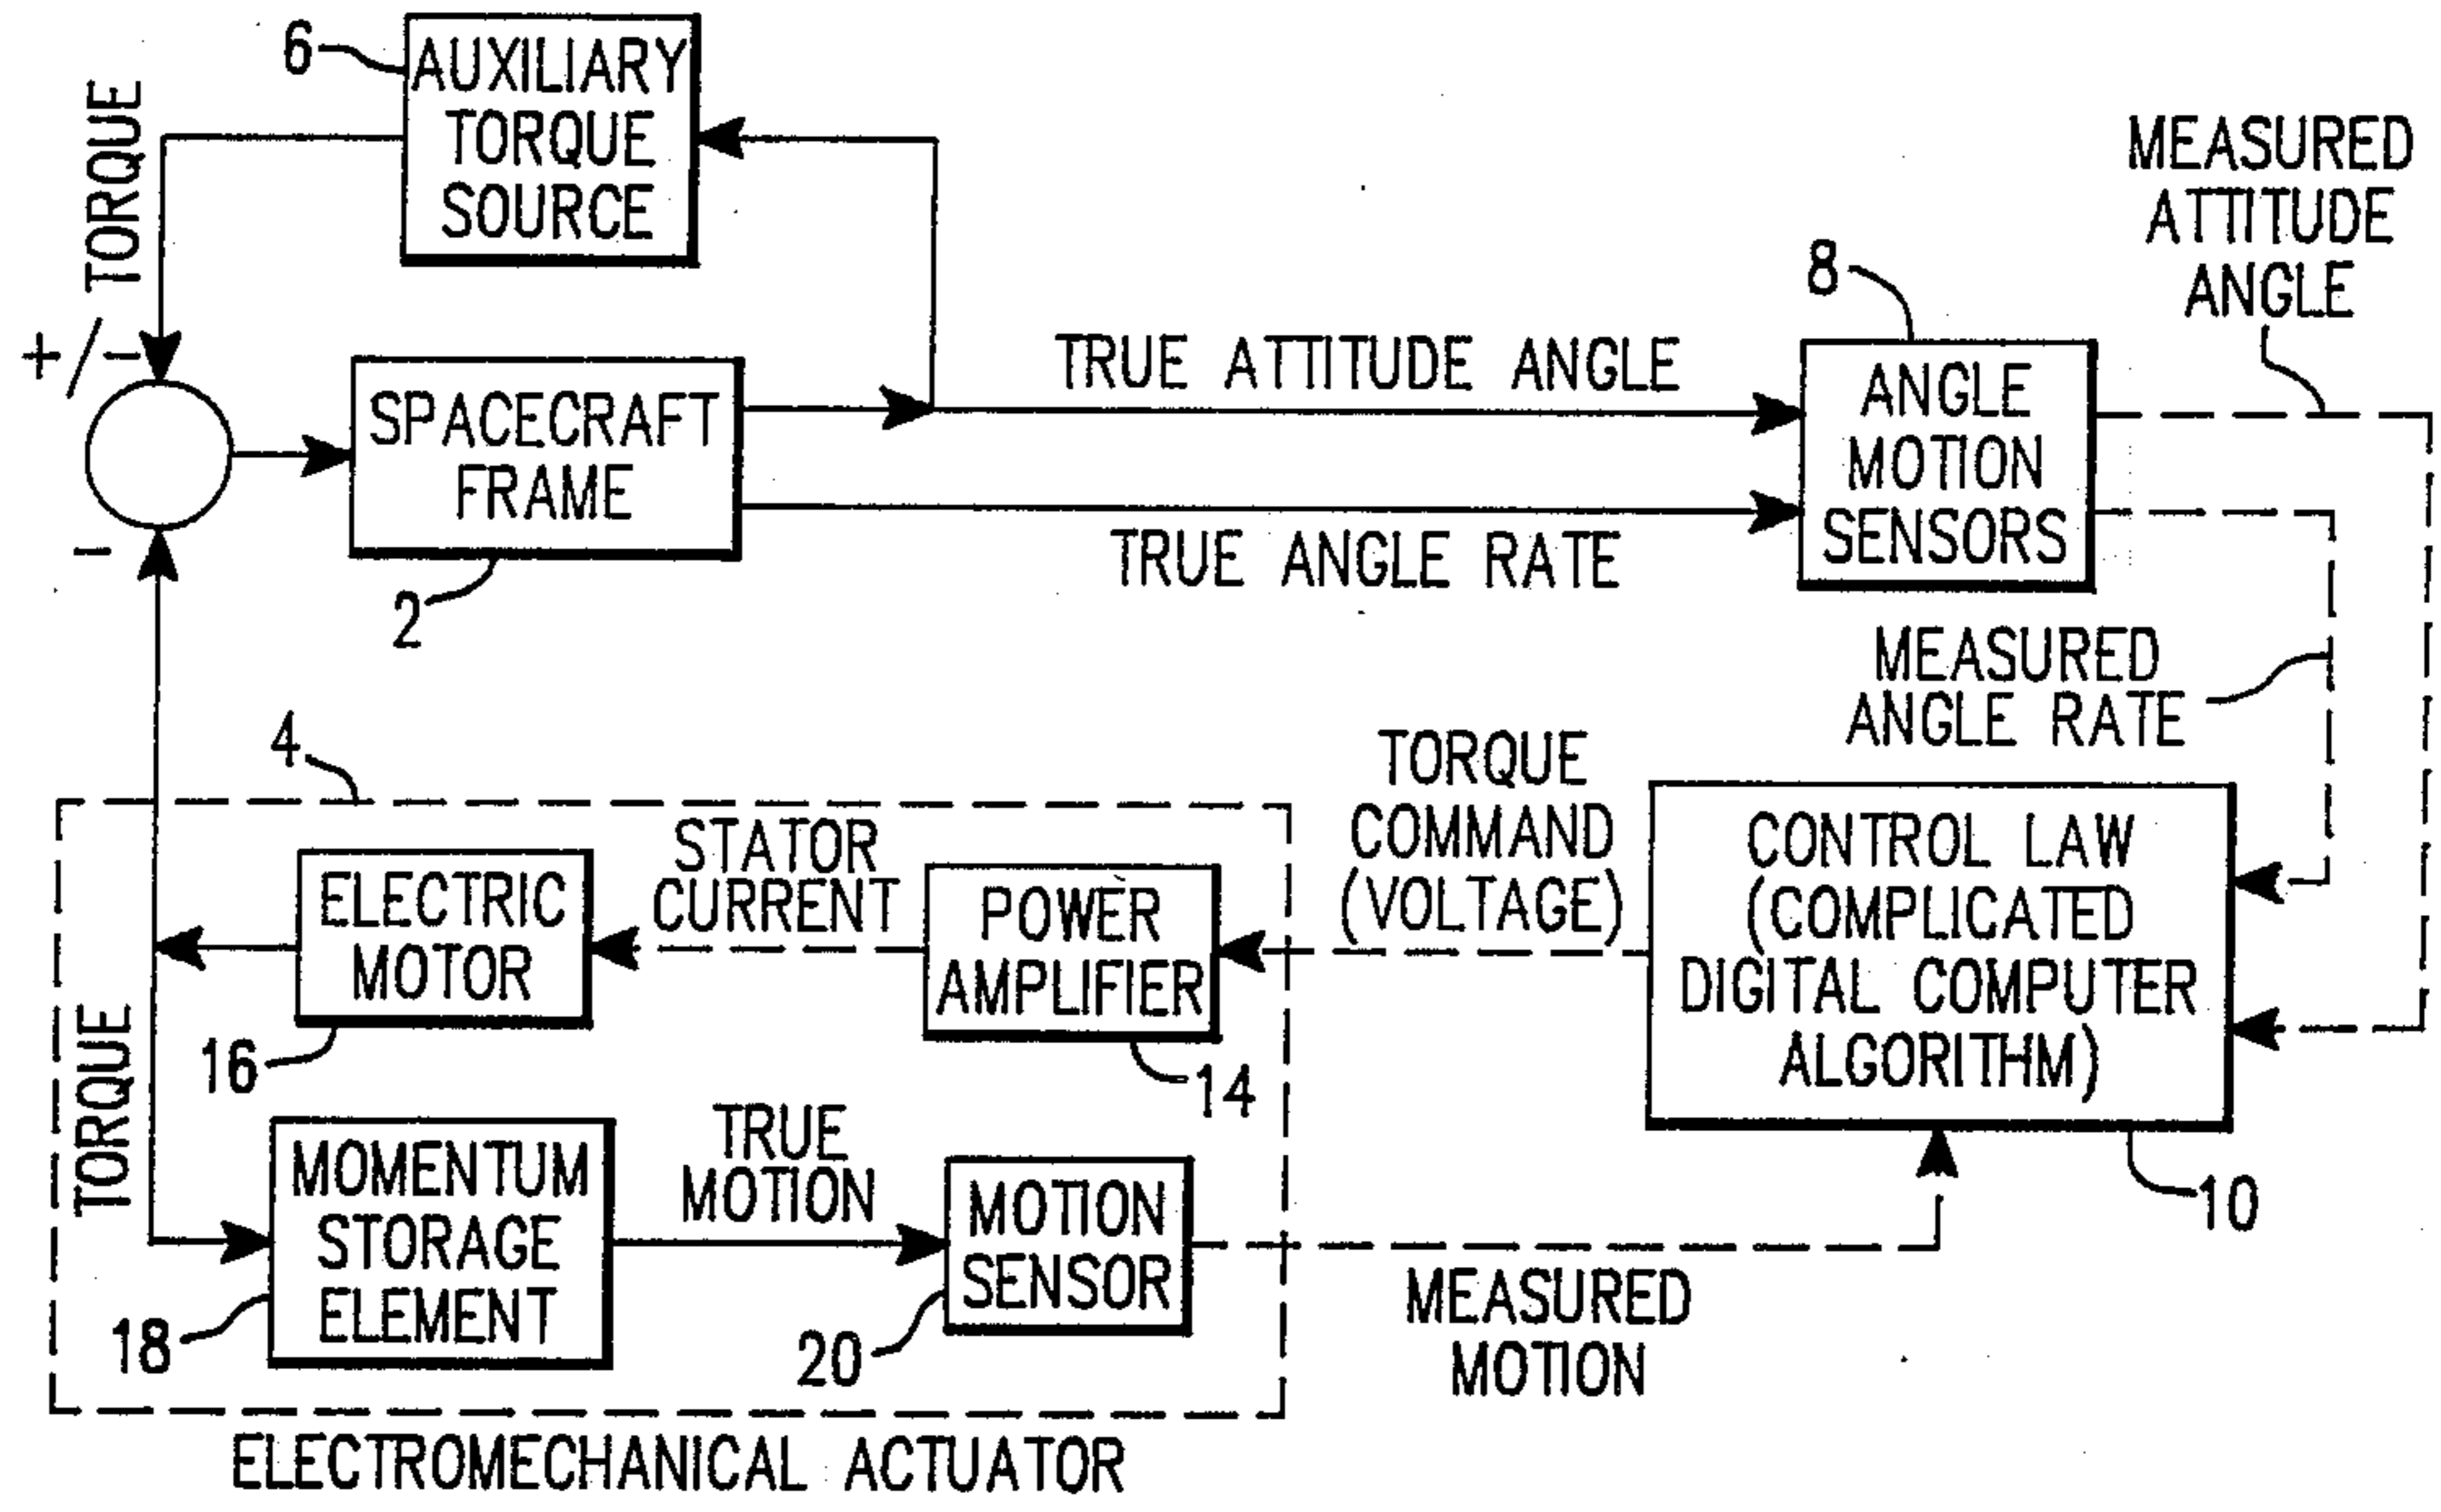 6
AUXILIARY
TORQUE
SOURCE
TORQUE
+/-
-
SPACECRAFT
FRAME
2
TRUE ATTITUDE ANGLE
TRUE ANGLE RATE
8
ANGLE
MOTION
SENSORS
MEASURED
ATTITUDE
ANGLE
MEASURED
ANGLE RATE
4
ELECTRIC
MOTOR
16
STATOR
CURRENT
POWER
AMPLIFIER
14
TORQUE
COMMAND
(VOLTAGE)
CONTROL LAW
(COMPLICATED
DIGITAL COMPUTER
ALGORITHM)
10
TORQUE
MOMENTUM
STORAGE
ELEMENT
18
TRUE
MOTION
MOTION
SENSOR
20
MEASURED
MOTION
ELECTROMECHANICAL ACTUATOR